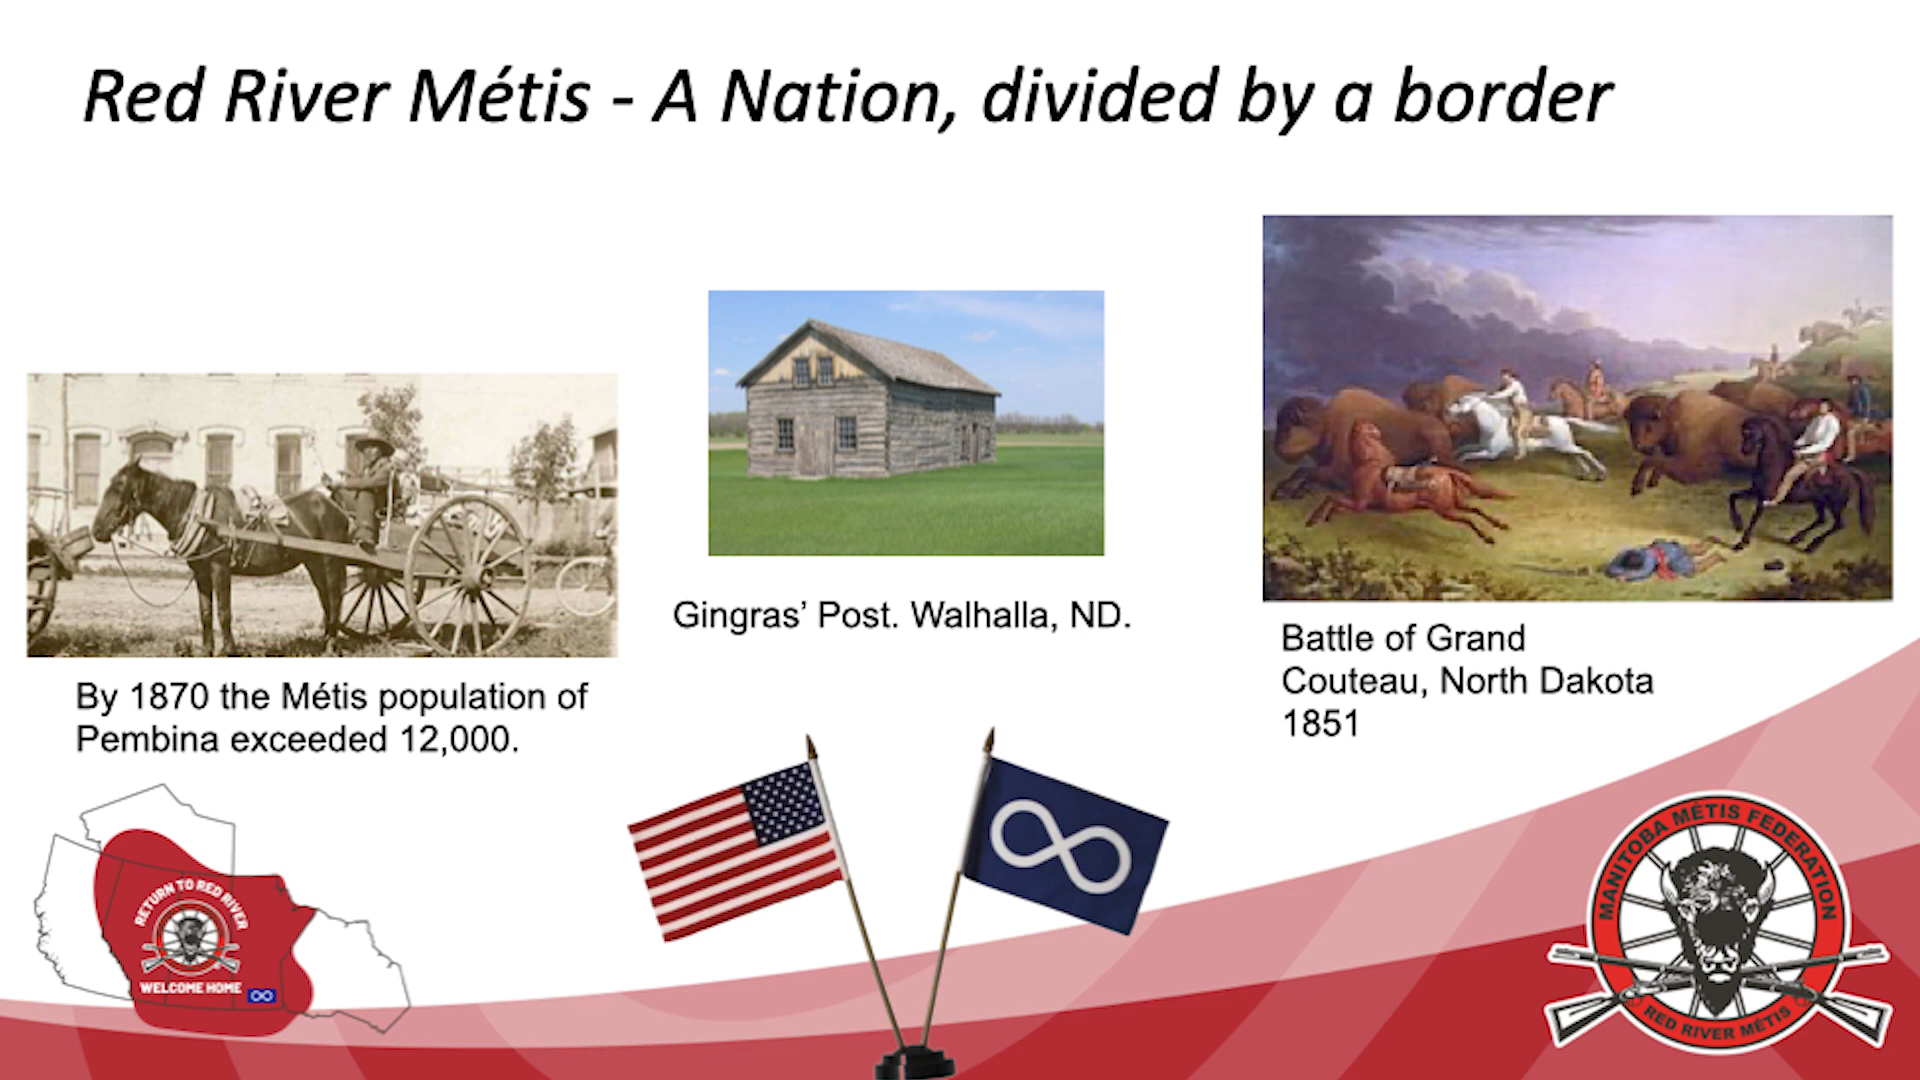 Red River Métis - A Nation, divided by a border
By 1870 the Métis population of
Pembina exceeded 12,000.
Gingras’ Post. Walhalla, ND.
Battle of Grand
Couteau, North Dakota
1851
RETURN TO RED RIVER
WELCOME HOME
MANITOBA MÉTIS FEDERATION
RED RIVER MÉTIS